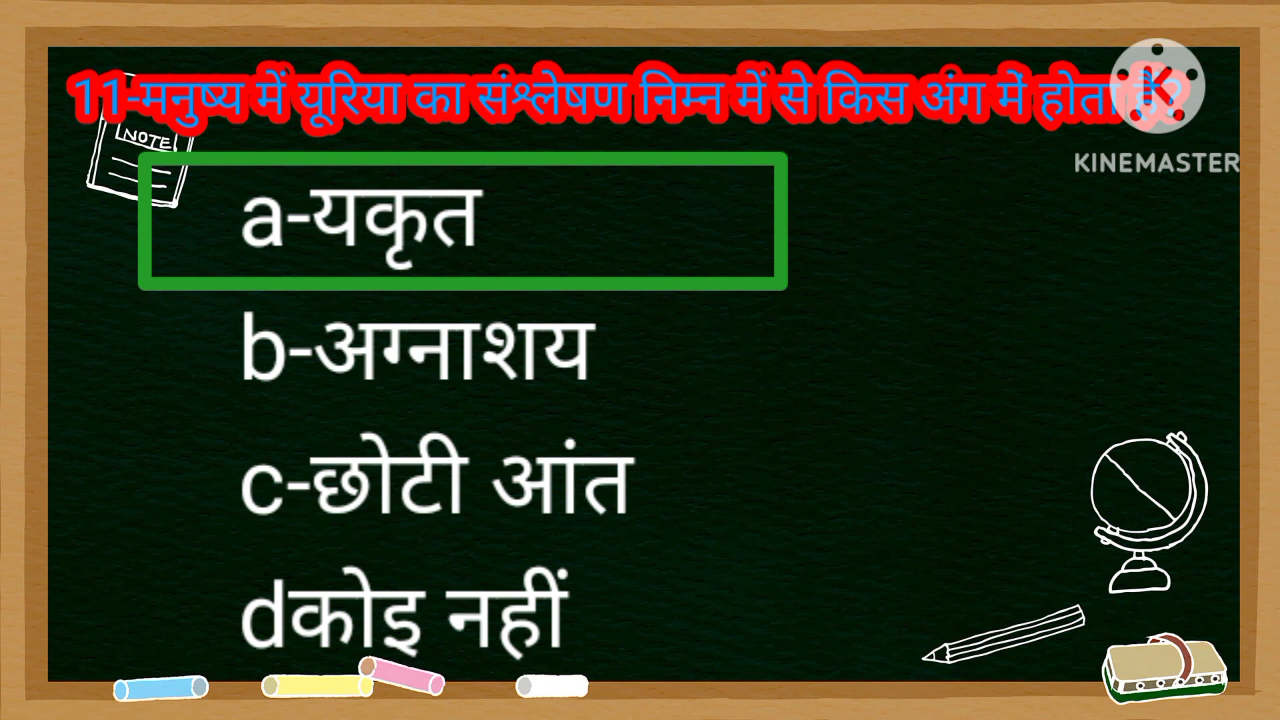 11-मनुष्य में यूरिया का संश्लेषण निम्न में से किस अंग में होता है?
NOTE
KINEMASTER
a-यकृत
b-अग्नाशय
c-छोटी आंत
dकोइ नहीं